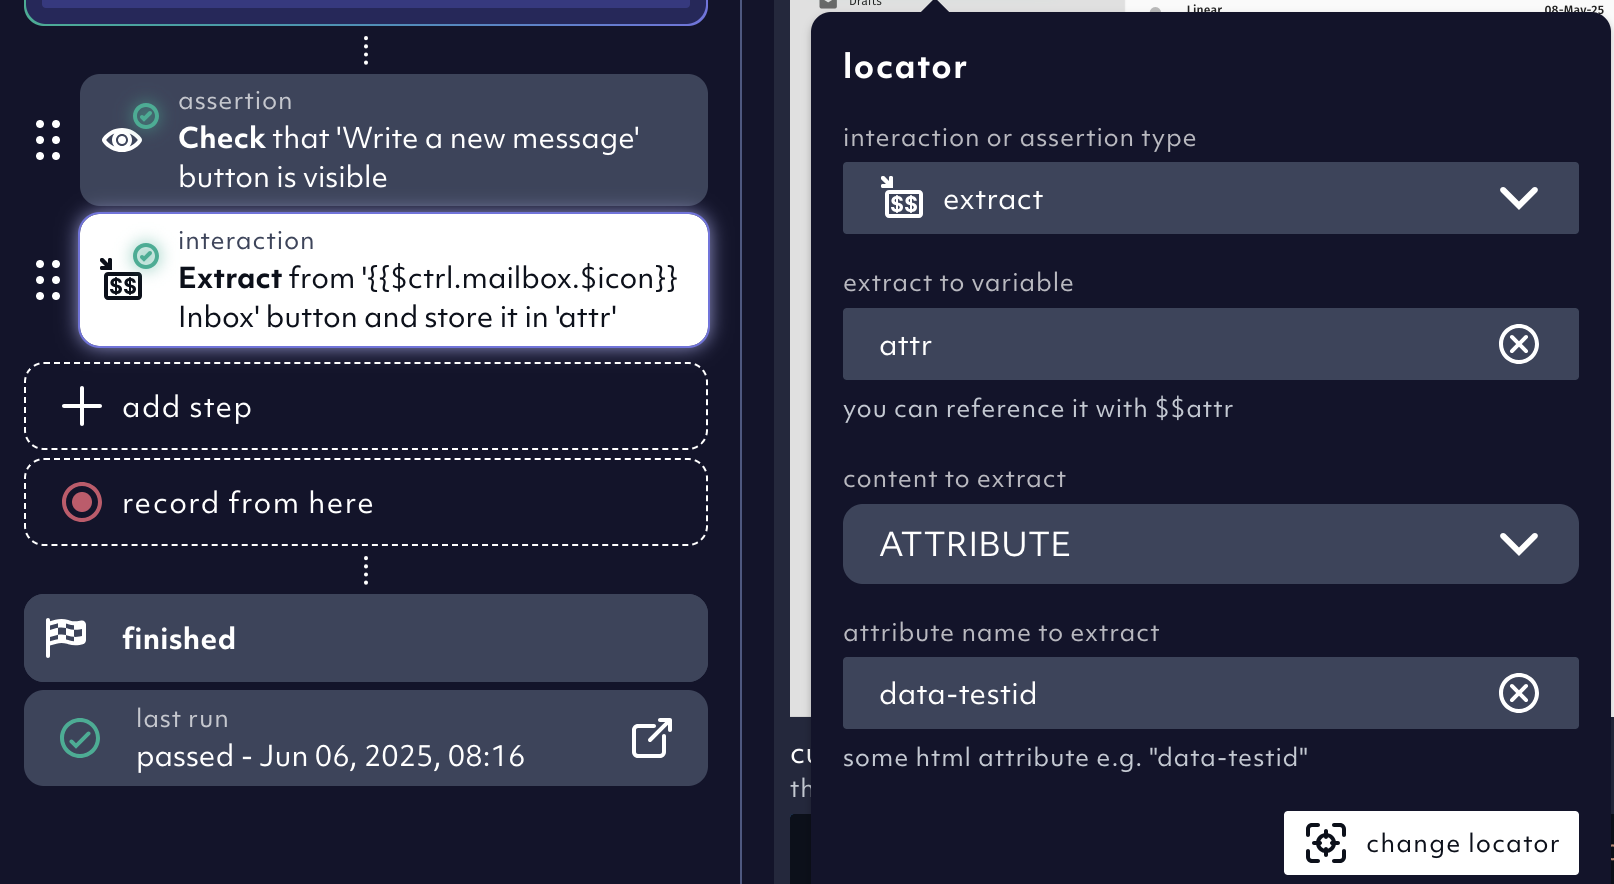 assertion
Check that 'Write a new message'
button is visible
$$
interaction
Extract from '{{$ctrl.mailbox.$icon}}
Inbox' button and store it in 'attr'
add step
record from here
finished
last run
passed - Jun 06, 2025, 08:16
Drafts
Linear
08-May-25
locator
interaction or assertion type
$$ extract
extract to variable
attr
you can reference it with $$attr
content to extract
ATTRIBUTE
attribute name to extract
data-testid
some html attribute e.g. "data-testid"
change locator